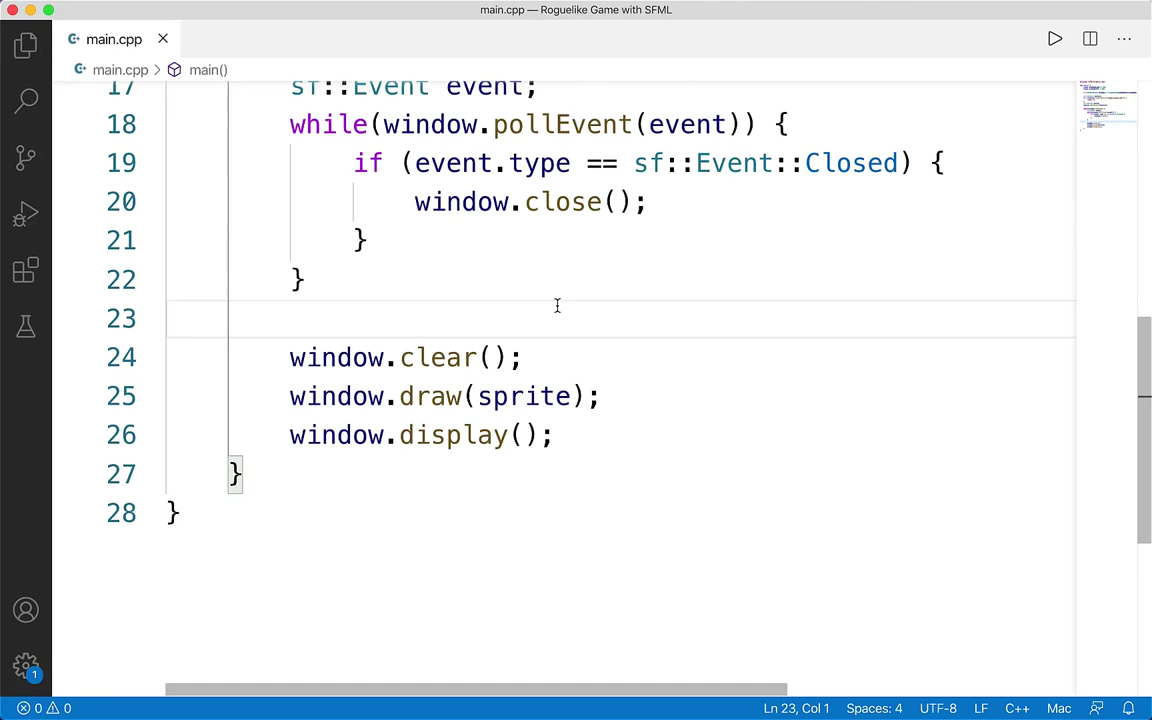 main.cpp — Roguelike Game with SFML
main.cpp
main.cpp > main()
17 sf::Event event;
18 while(window.pollEvent(event)) {
19 if (event.type == sf::Event::Closed) {
20 window.close();
21 }
22 }
23
24 window.clear();
25 window.draw(sprite);
26 window.display();
27 }
28 }
1
0 0 Ln 23, Col 1 Spaces: 4 UTF-8 LF C++ Mac